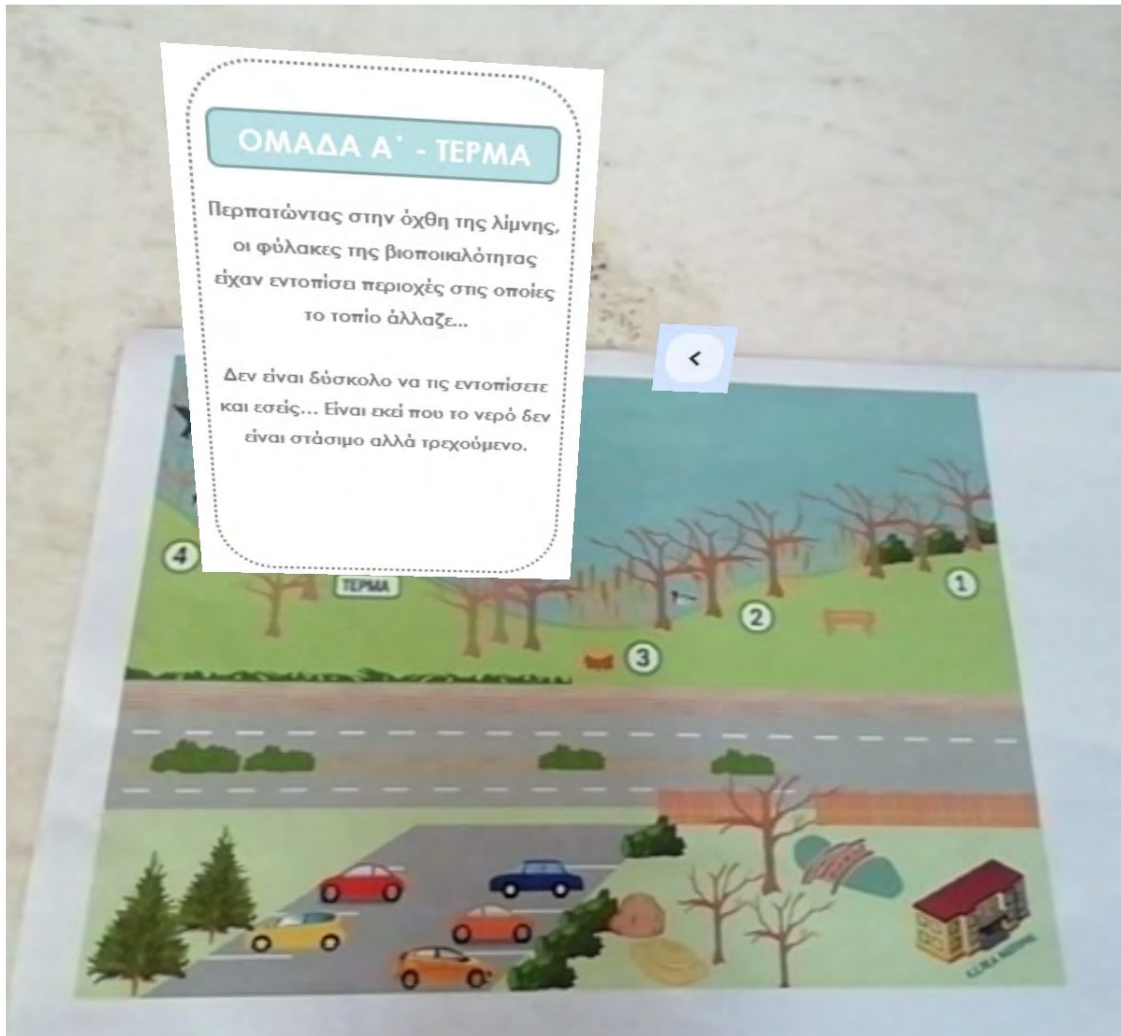 ΟΜΑΔΑ Α΄ - ΤΕΡΜΑ
Περπατώντας στην όχθη της λίμνης,
οι φύλακες της βιοποικιλότητας
είχαν εντοπίσει περιοχές στις οποίες
το τοπίο άλλαζε...
Δεν είναι δύσκολο να τις εντοπίσετε
και εσείς... Είναι εκεί που το νερό δεν
είναι στάσιμο αλλά τρεχούμενο.
<
4
ΤΕΡΜΑ
1
2
3